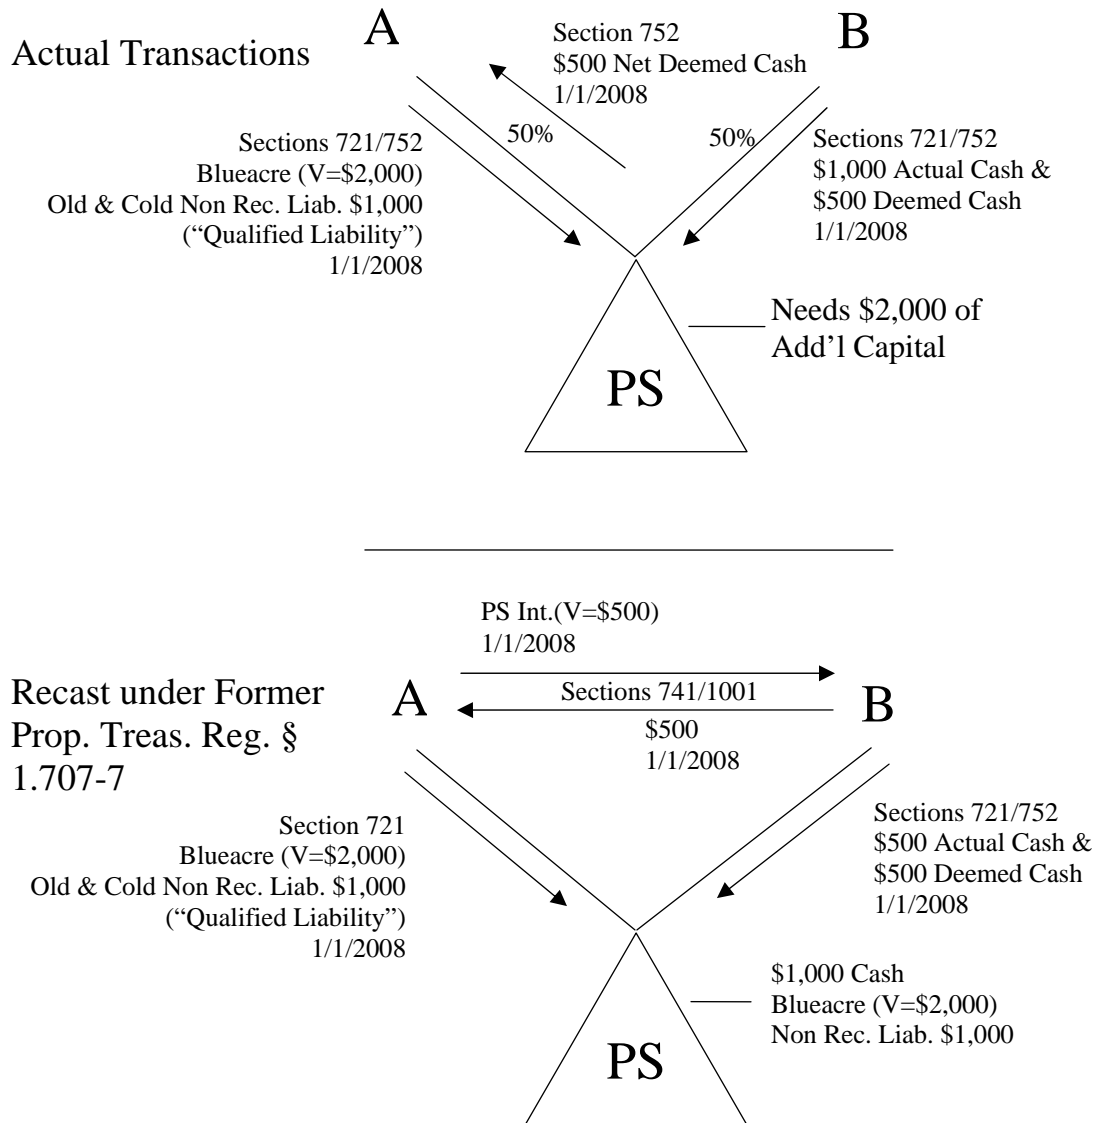 Actual Transactions
A
Section 752
$500 Net Deemed Cash
1/1/2008
B
Sections 721/752
Blueacre (V=$2,000)
Old & Cold Non Rec. Liab. $1,000
(“Qualified Liability”)
1/1/2008
50%
50%
Sections 721/752
$1,000 Actual Cash &
$500 Deemed Cash
1/1/2008
Needs $2,000 of
Add’l Capital
PS
PS Int.(V=$500)
1/1/2008
Recast under Former
Prop. Treas. Reg. §
1.707-7
A
Sections 741/1001
$500
1/1/2008
B
Section 721
Blueacre (V=$2,000)
Old & Cold Non Rec. Liab. $1,000
(“Qualified Liability”)
1/1/2008
Sections 721/752
$500 Actual Cash &
$500 Deemed Cash
1/1/2008
$1,000 Cash
Blueacre (V=$2,000)
Non Rec. Liab. $1,000
PS